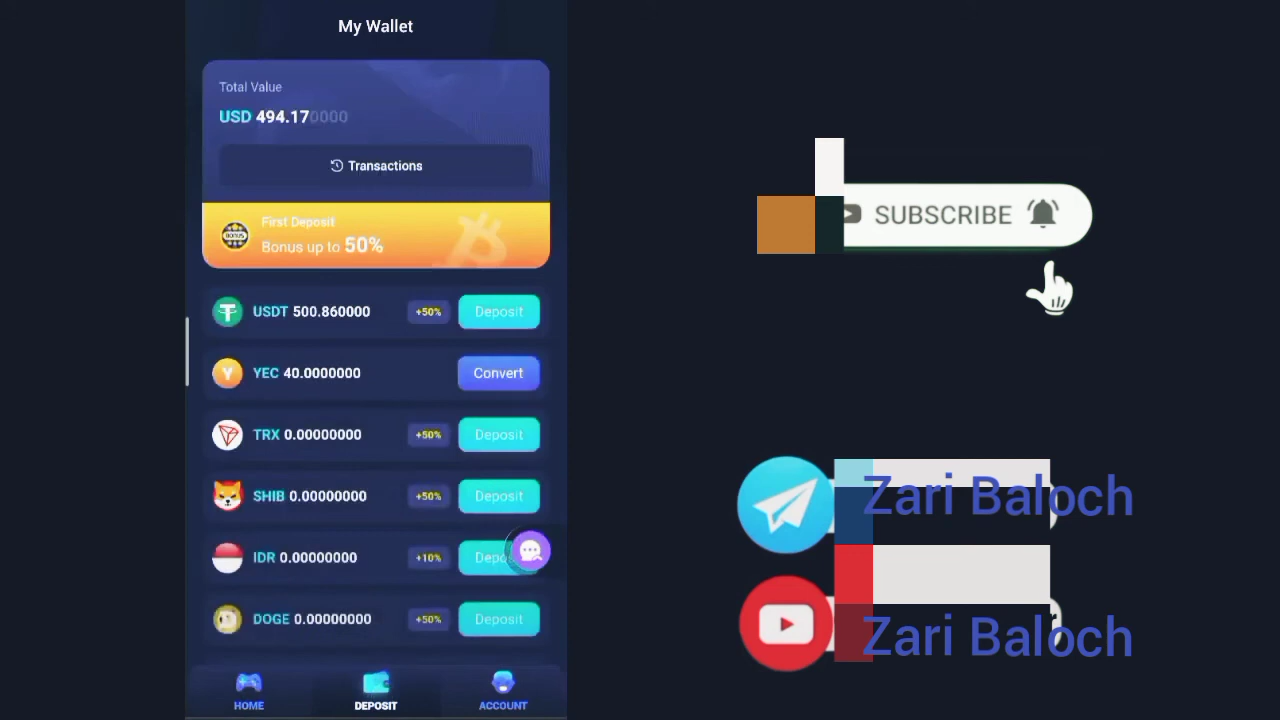 My Wallet
Total Value
USD 494.170000
Transactions
First Deposit
BONUS
Bonus up to 50%
USDT 500.860000 +50% Deposit
YEC 40.0000000 Convert
TRX 0.00000000 +50% Deposit
SHIB 0.00000000 +50% Deposit
IDR 0.00000000 +10% Depos
DOGE 0.00000000 +50% Deposit
HOME DEPOSIT ACCOUNT
SUBSCRIBE
Zari Baloch
Zari Baloch